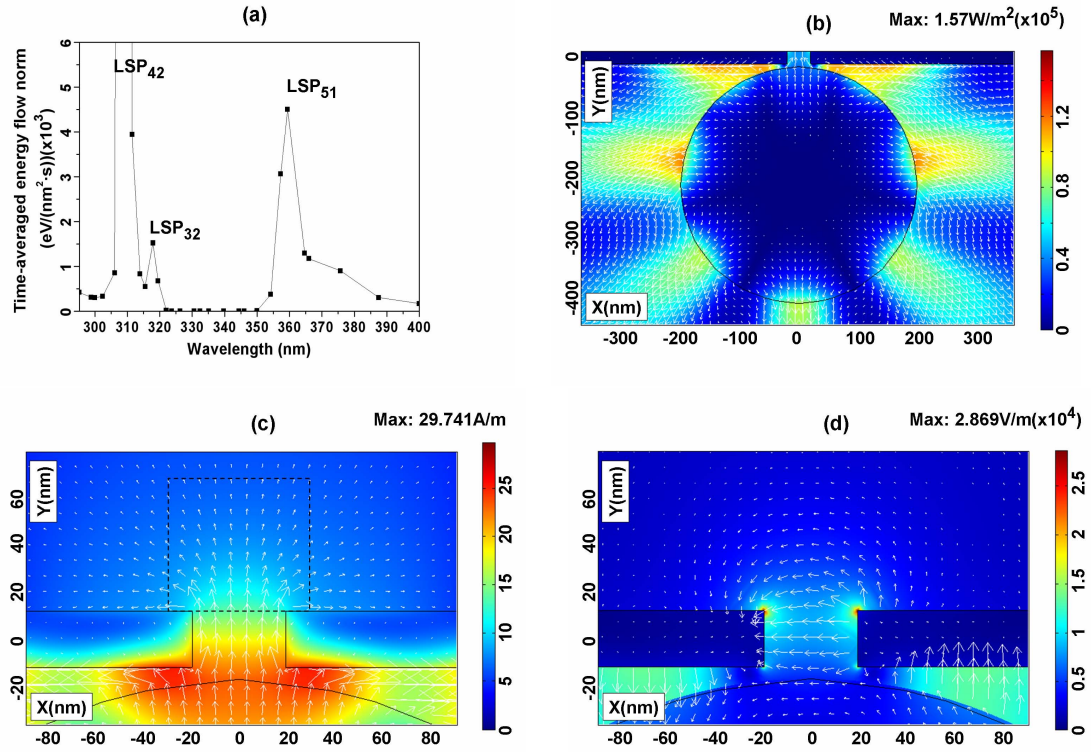 (a)
Time-averaged energy flow norm
(eV/(nm²·s))(x10³)
6
5
4
3
2
1
0
LSP₄₂
LSP₃₂
LSP₅₁
300 310 320 330 340 350 360 370 380 390 400
Wavelength (nm)
(b)
Max: 1.57W/m²(x10⁵)
Y(nm)
0
-100
-200
-300
-400
X(nm)
-300 -200 -100 0 100 200 300
1.2
0.8
0.4
0
(c)
Max: 29.741A/m
Y(nm)
60
40
20
0
-20
X(nm)
-80 -60 -40 -20 0 20 40 60 80
25
20
15
10
5
0
(d)
Max: 2.869V/m(x10⁴)
Y(nm)
60
40
20
0
-20
X(nm)
-80 -60 -40 -20 0 20 40 60 80
2.5
2
1.5
1
0.5
0